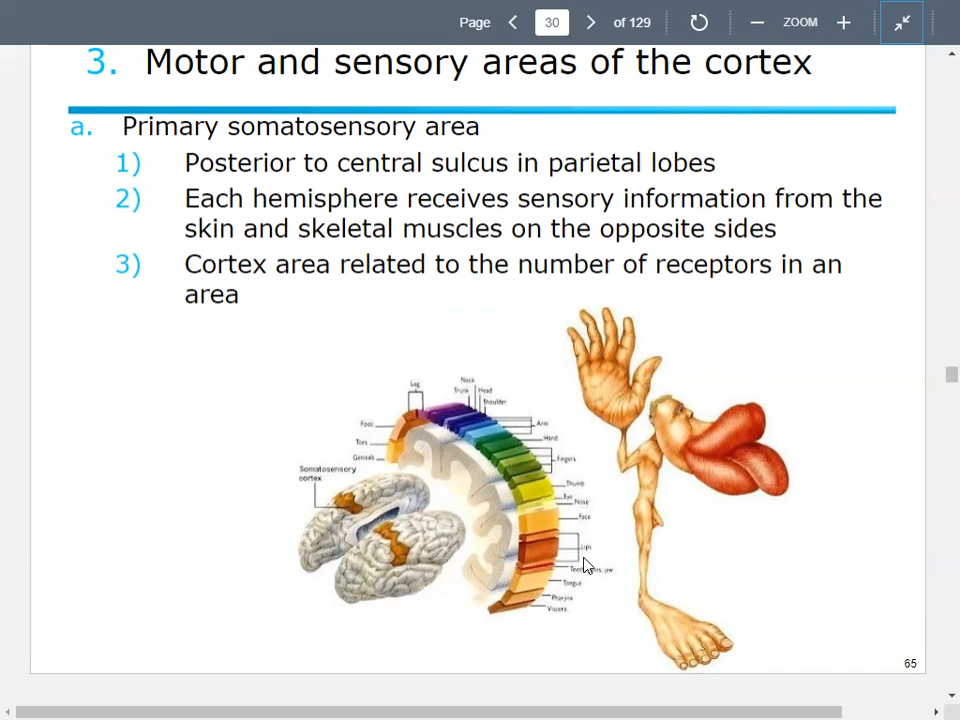 Page 30 of 129 ZOOM
3. Motor and sensory areas of the cortex
a. Primary somatosensory area
1) Posterior to central sulcus in parietal lobes
2) Each hemisphere receives sensory information from the
skin and skeletal muscles on the opposite sides
3) Cortex area related to the number of receptors in an
area
Leg
Neck
Trunk Head
Shoulder
Foot
Arm
Toes
Hand
Genitals
Fingers
Somatosensory
cortex
Thumb
Eye
Nose
Face
Lips
Tongue
Pharynx
Viscera
65